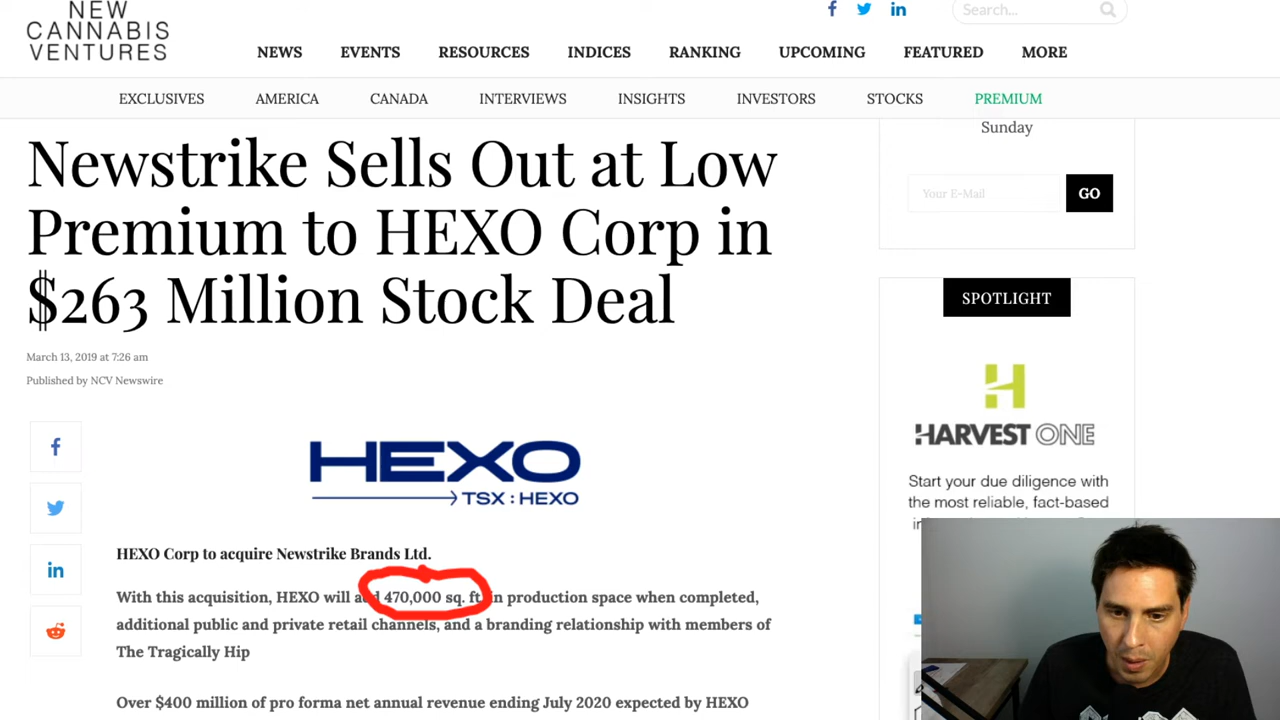 NEW
CANNABIS
VENTURES
Search...
NEWS EVENTS RESOURCES INDICES RANKING UPCOMING FEATURED MORE
EXCLUSIVES AMERICA CANADA INTERVIEWS INSIGHTS INVESTORS STOCKS PREMIUM
Newstrike Sells Out at Low
Premium to HEXO Corp in
$263 Million Stock Deal
March 13, 2019 at 7:26 am
Published by NCV Newswire
HEXO
TSX : HEXO
HEXO Corp to acquire Newstrike Brands Ltd.
With this acquisition, HEXO will add 470,000 sq. ft. in production space when completed,
additional public and private retail channels, and a branding relationship with members of
The Tragically Hip
Over $400 million of pro forma net annual revenue ending July 2020 expected by HEXO
Sunday
Your E-Mail GO
SPOTLIGHT
H
HARVEST ONE
Start your due diligence with
the most reliable, fact-based